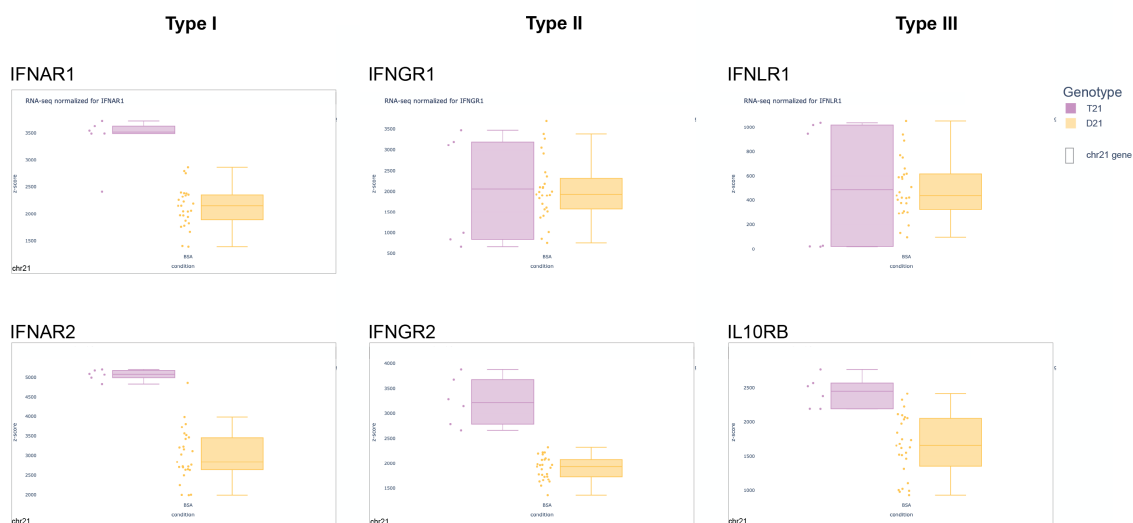 Type I
Type II
Type III
IFNAR1
IFNGR1
IFNLR1
RNA-seq normalized for IFNAR1
RNA-seq normalized for IFNGR1
RNA-seq normalized for IFNLR1
Genotype
T21
D21
chr21 gene
3500
3000
2500
2000
1500
z-score
BSA
condition
chr21
3500
3000
2500
2000
1500
1000
500
z-score
BSA
condition
1000
800
600
400
200
0
z-score
BSA
condition
IFNAR2
IFNGR2
IL10RB
5000
4500
4000
3500
3000
2500
2000
z-score
BSA
condition
chr21
4000
3500
3000
2500
2000
1500
z-score
BSA
condition
chr21
2500
2000
1500
1000
z-score
BSA
condition
chr21